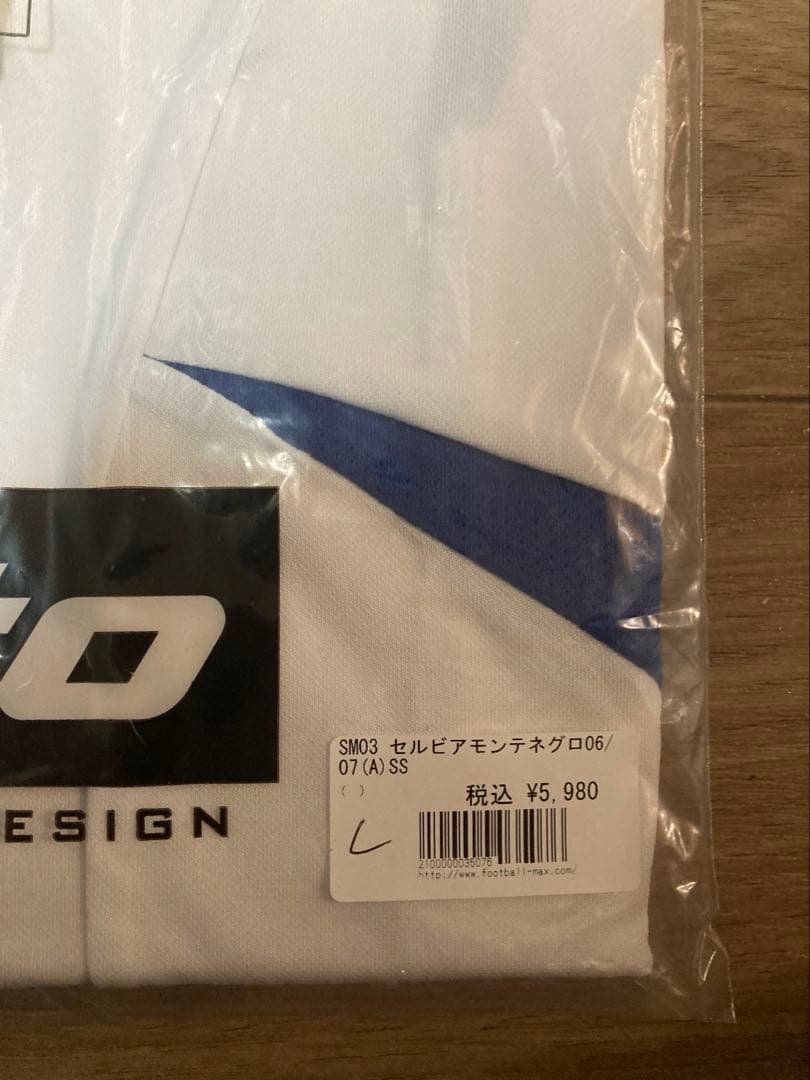 TO
ESIGN
SM03 セルビアモンテネグロ06/
07(A)SS
( ) 税込 ¥5,980
L
2100000035076
http://www.football-max.com/